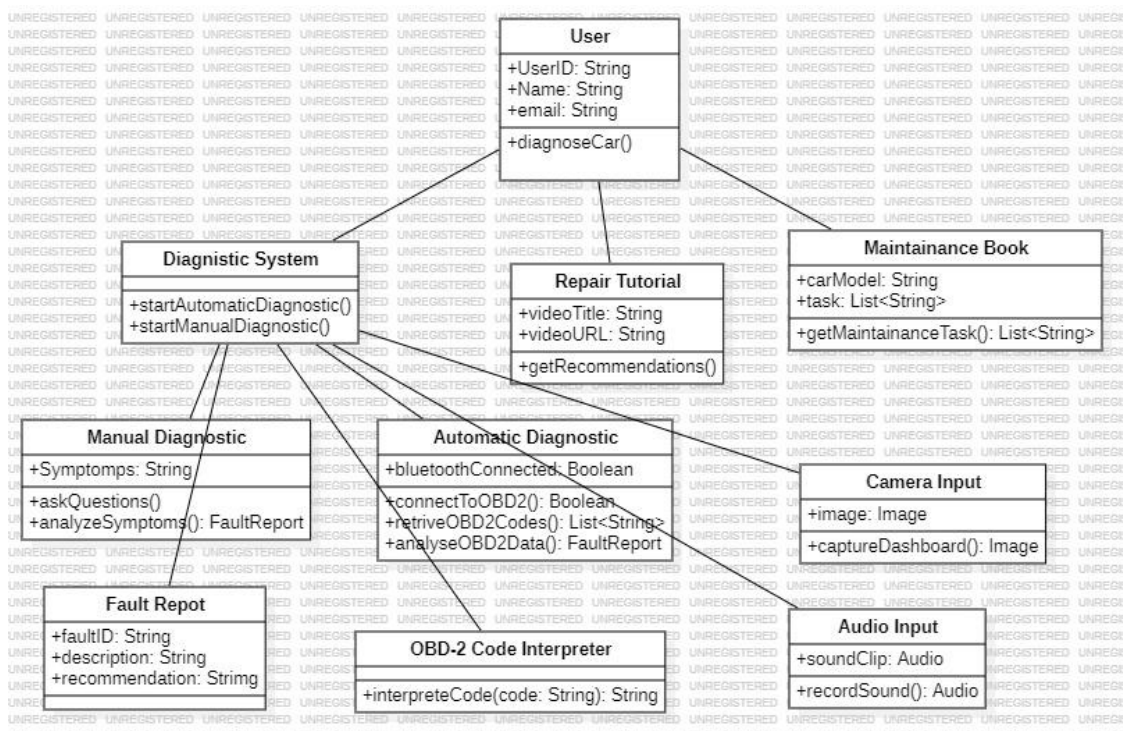 User
+UserID: String
+Name: String
+email: String
+diagnoseCar()
Diagnistic System
+startAutomaticDiagnostic()
+startManualDiagnostic()
Repair Tutorial
+videoTitle: String
+videoURL: String
+getRecommendations()
Maintainance Book
+carModel: String
+task: List<String>
+getMaintainanceTask(): List<String>
Manual Diagnostic
+Symptomps: String
+askQuestions()
+analyzeSymptoms(): FaultReport
Automatic Diagnostic
+bluetoothConnected: Boolean
+connectToOBD2(): Boolean
+retriveOBD2Codes(): List<String>
+analyseOBD2Data(): FaultReport
Camera Input
+image: Image
+captureDashboard(): Image
Fault Repot
+faultID: String
+description: String
+recommendation: Strimg
OBD-2 Code Interpreter
+interpreteCode(code: String): String
Audio Input
+soundClip: Audio
+recordSound(): Audio
UNREGISTERED